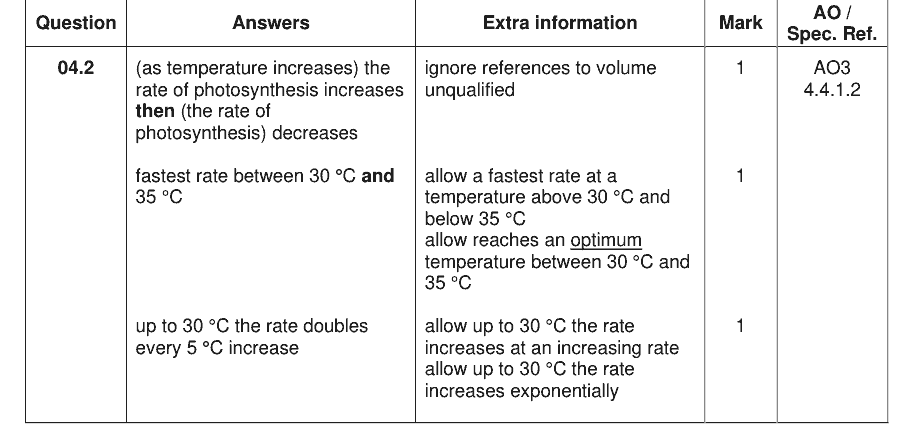 Question Answers Extra information Mark AO /
Spec. Ref.
04.2 (as temperature increases) the ignore references to volume 1 AO3
rate of photosynthesis increases unqualified 4.4.1.2
then (the rate of
photosynthesis) decreases
fastest rate between 30 °C and allow a fastest rate at a 1
35 °C temperature above 30 °C and
below 35 °C
allow reaches an optimum
temperature between 30 °C and
35 °C
up to 30 °C the rate doubles allow up to 30 °C the rate 1
every 5 °C increase increases at an increasing rate
allow up to 30 °C the rate
increases exponentially